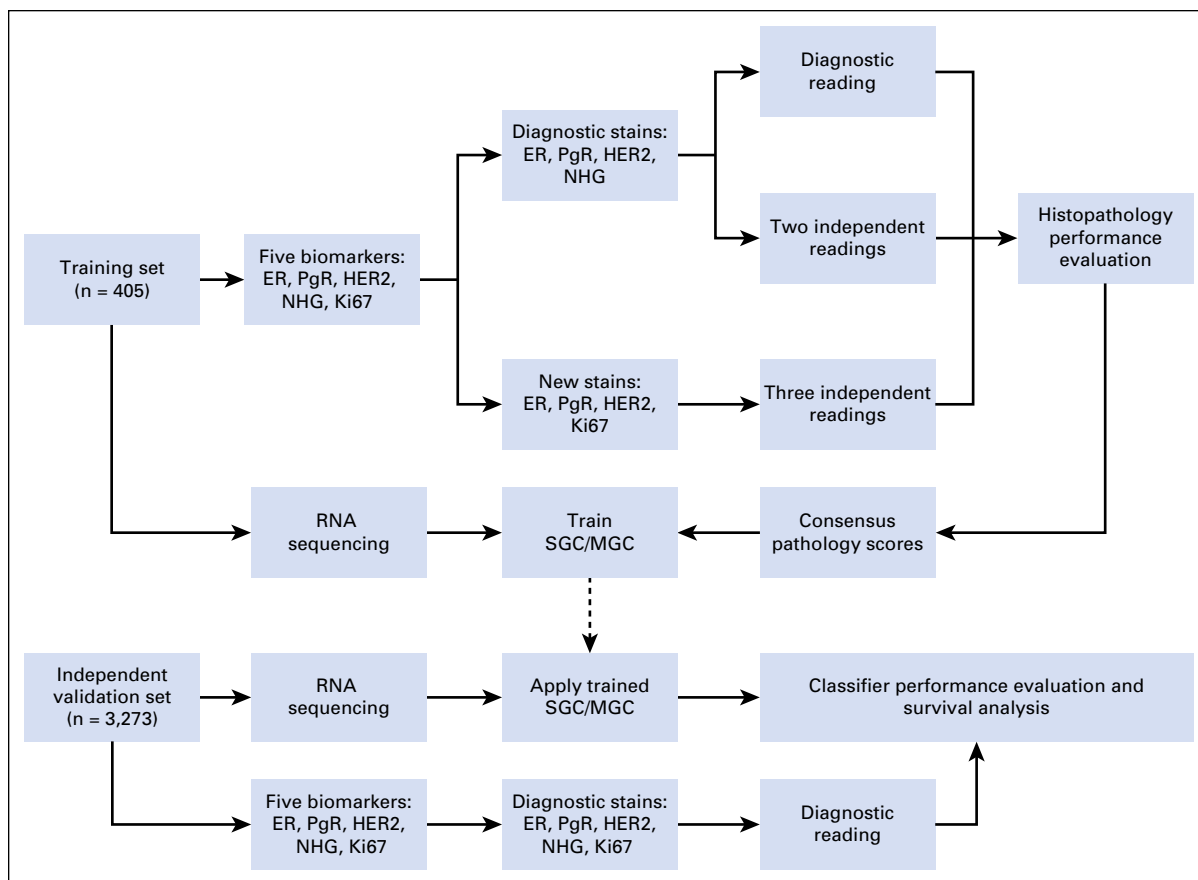 Training set
(n = 405)
Five biomarkers:
ER, PgR, HER2,
NHG, Ki67
Diagnostic stains:
ER, PgR, HER2,
NHG
Diagnostic
reading
Two independent
readings
Histopathology
performance
evaluation
New stains:
ER, PgR, HER2,
Ki67
Three independent
readings
RNA
sequencing
Train
SGC/MGC
Consensus
pathology scores
Independent
validation set
(n = 3,273)
RNA
sequencing
Apply trained
SGC/MGC
Classifier performance evaluation and
survival analysis
Five biomarkers:
ER, PgR, HER2,
NHG, Ki67
Diagnostic stains:
ER, PgR, HER2,
NHG, Ki67
Diagnostic
reading